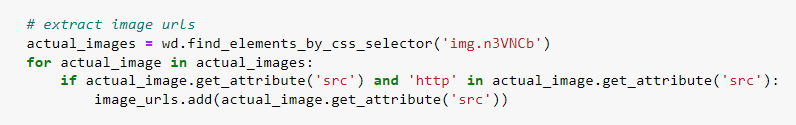 # extract image urls
actual_images = wd.find_elements_by_css_selector('img.n3VNCb')
for actual_image in actual_images:
    if actual_image.get_attribute('src') and 'http' in actual_image.get_attribute('src'):
        image_urls.add(actual_image.get_attribute('src'))